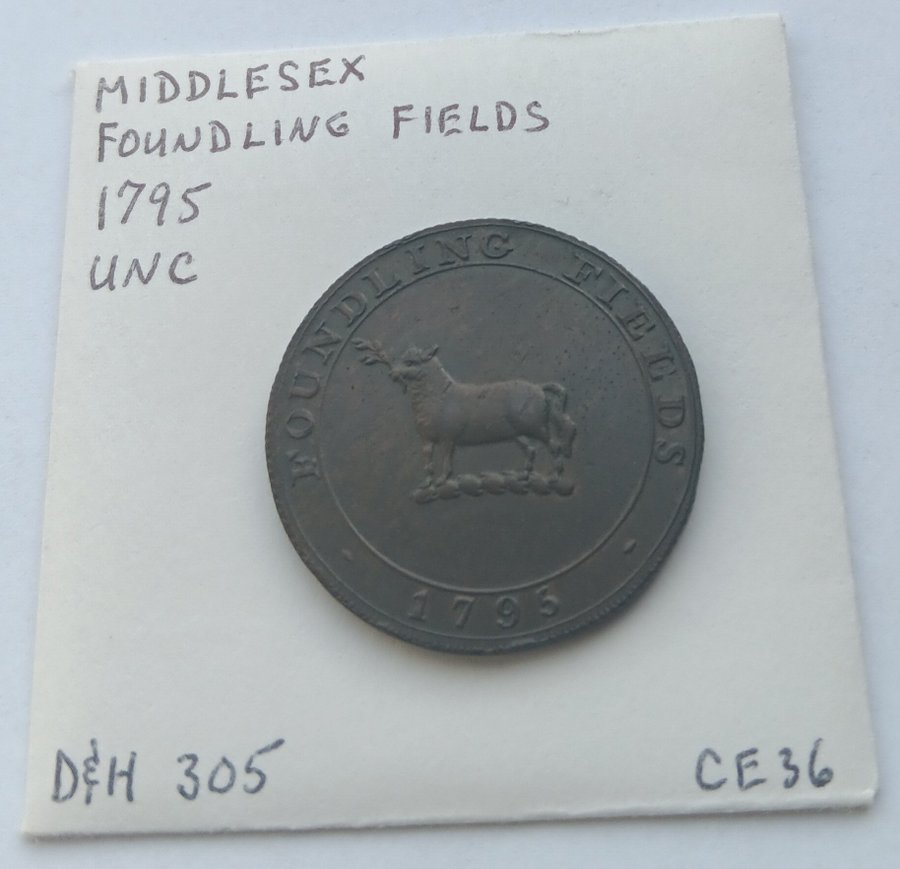 MIDDLESEX
FOUNDLING FIELDS
1795
UNC
FOUNDLING FIELDS
1795
D&H 305
CE36